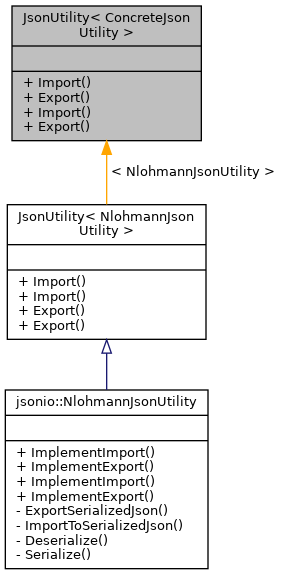 JsonUtility< ConcreteJson
Utility >
+ Import()
+ Export()
+ Import()
+ Export()
< NlohmannJsonUtility >
JsonUtility< NlohmannJson
Utility >
+ Import()
+ Import()
+ Export()
+ Export()
jsonio::NlohmannJsonUtility
+ ImplementImport()
+ ImplementExport()
+ ImplementImport()
+ ImplementExport()
- ExportSerializedJson()
- ImportToSerializedJson()
- Deserialize()
- Serialize()